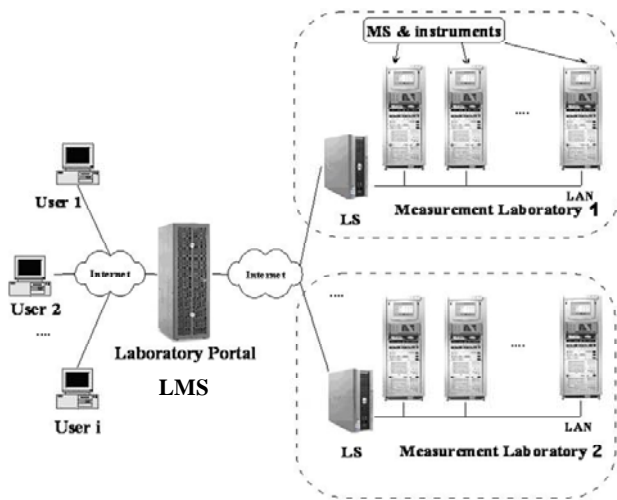 MS & instruments
....
LAN
LS
Measurement Laboratory 1
User 1
User 2
....
User i
Internet
Laboratory Portal
LMS
Internet
....
....
LAN
LS
Measurement Laboratory 2